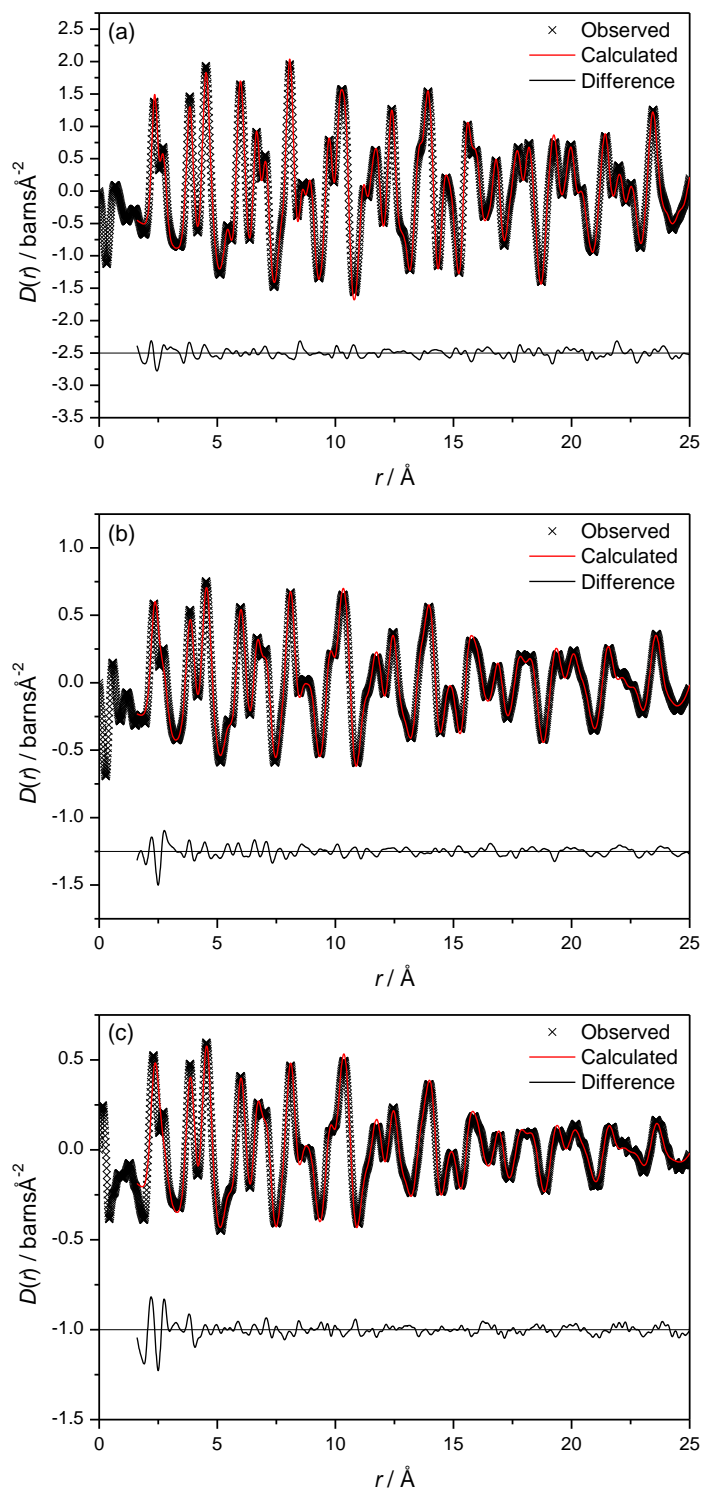 (a)
× Observed
Calculated
Difference
2.5
2.0
1.5
1.0
0.5
0.0
-0.5
-1.0
-1.5
-2.0
-2.5
-3.0
-3.5
D(r) / barnsÅ⁻²
0 5 10 15 20 25
r / Å
(b)
× Observed
Calculated
Difference
1.0
0.5
0.0
-0.5
-1.0
-1.5
D(r) / barnsÅ⁻²
0 5 10 15 20 25
r / Å
(c)
× Observed
Calculated
Difference
0.5
0.0
-0.5
-1.0
-1.5
D(r) / barnsÅ⁻²
0 5 10 15 20 25
r / Å